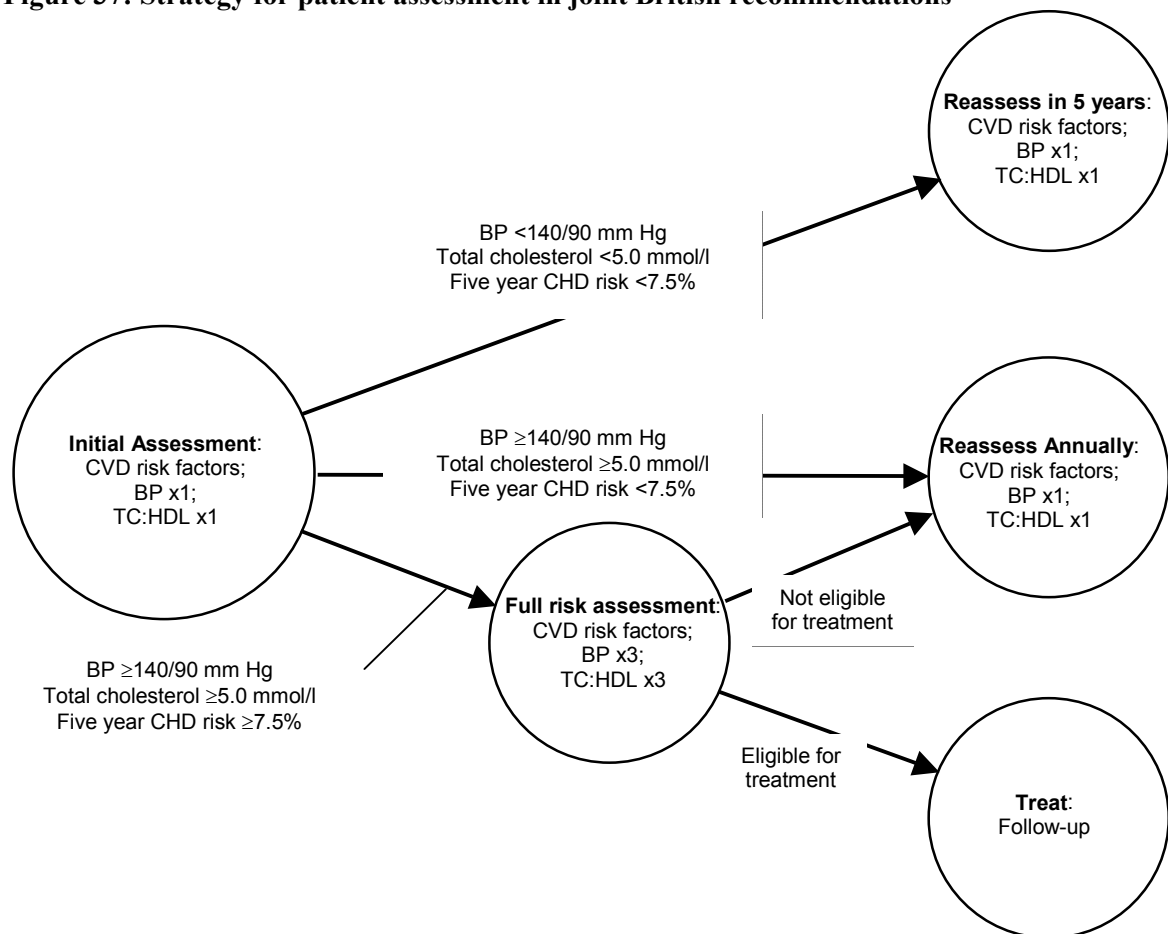 Figure 37: Strategy for patient assessment in joint British recommendations
Reassess in 5 years:
CVD risk factors;
BP x1;
TC:HDL x1
BP <140/90 mm Hg
Total cholesterol <5.0 mmol/l
Five year CHD risk <7.5%
Initial Assessment:
CVD risk factors;
BP x1;
TC:HDL x1
BP ≥140/90 mm Hg
Total cholesterol ≥5.0 mmol/l
Five year CHD risk <7.5%
Reassess Annually:
CVD risk factors;
BP x1;
TC:HDL x1
Full risk assessment:
CVD risk factors;
BP x3;
TC:HDL x3
Not eligible
for treatment
BP ≥140/90 mm Hg
Total cholesterol ≥5.0 mmol/l
Five year CHD risk ≥7.5%
Eligible for
treatment
Treat:
Follow-up